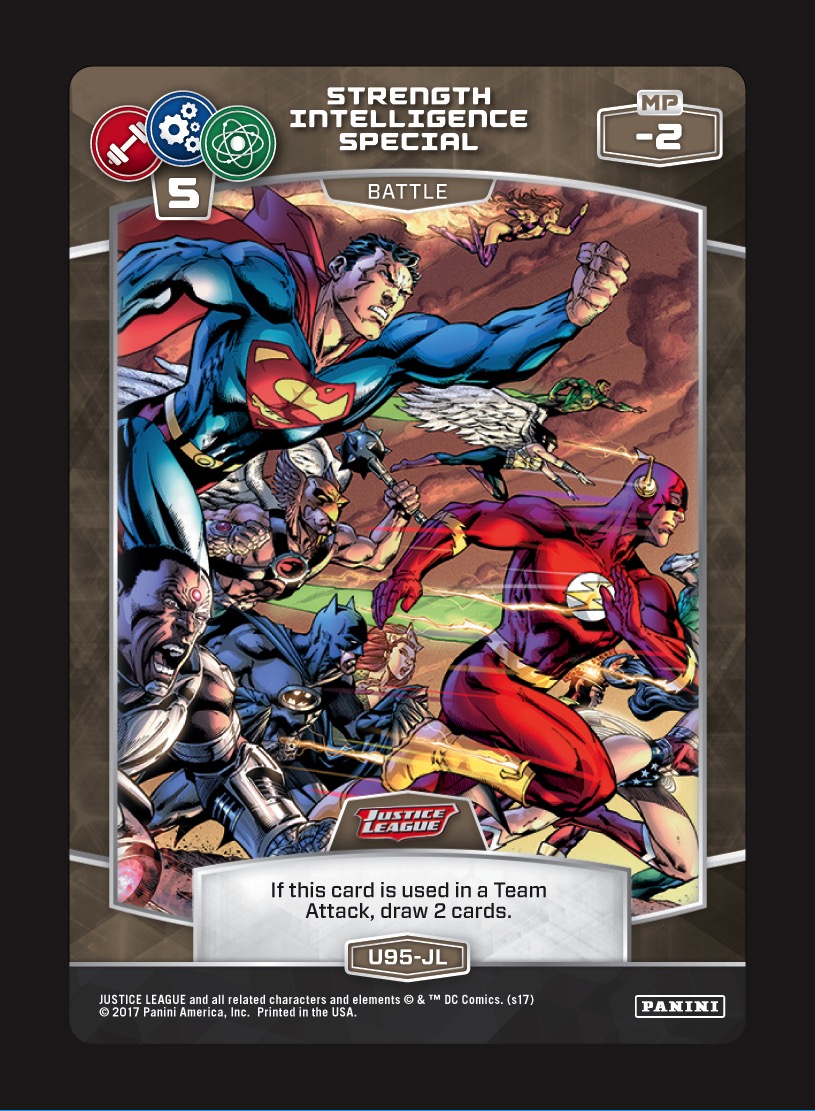 STRENGTH
INTELLIGENCE
SPECIAL
MP
-2
5
BATTLE
JUSTICE
LEAGUE
If this card is used in a Team
Attack, draw 2 cards.
U95-JL
JUSTICE LEAGUE and all related characters and elements © & ™ DC Comics. (s17)
© 2017 Panini America, Inc. Printed in the USA.
PANINI